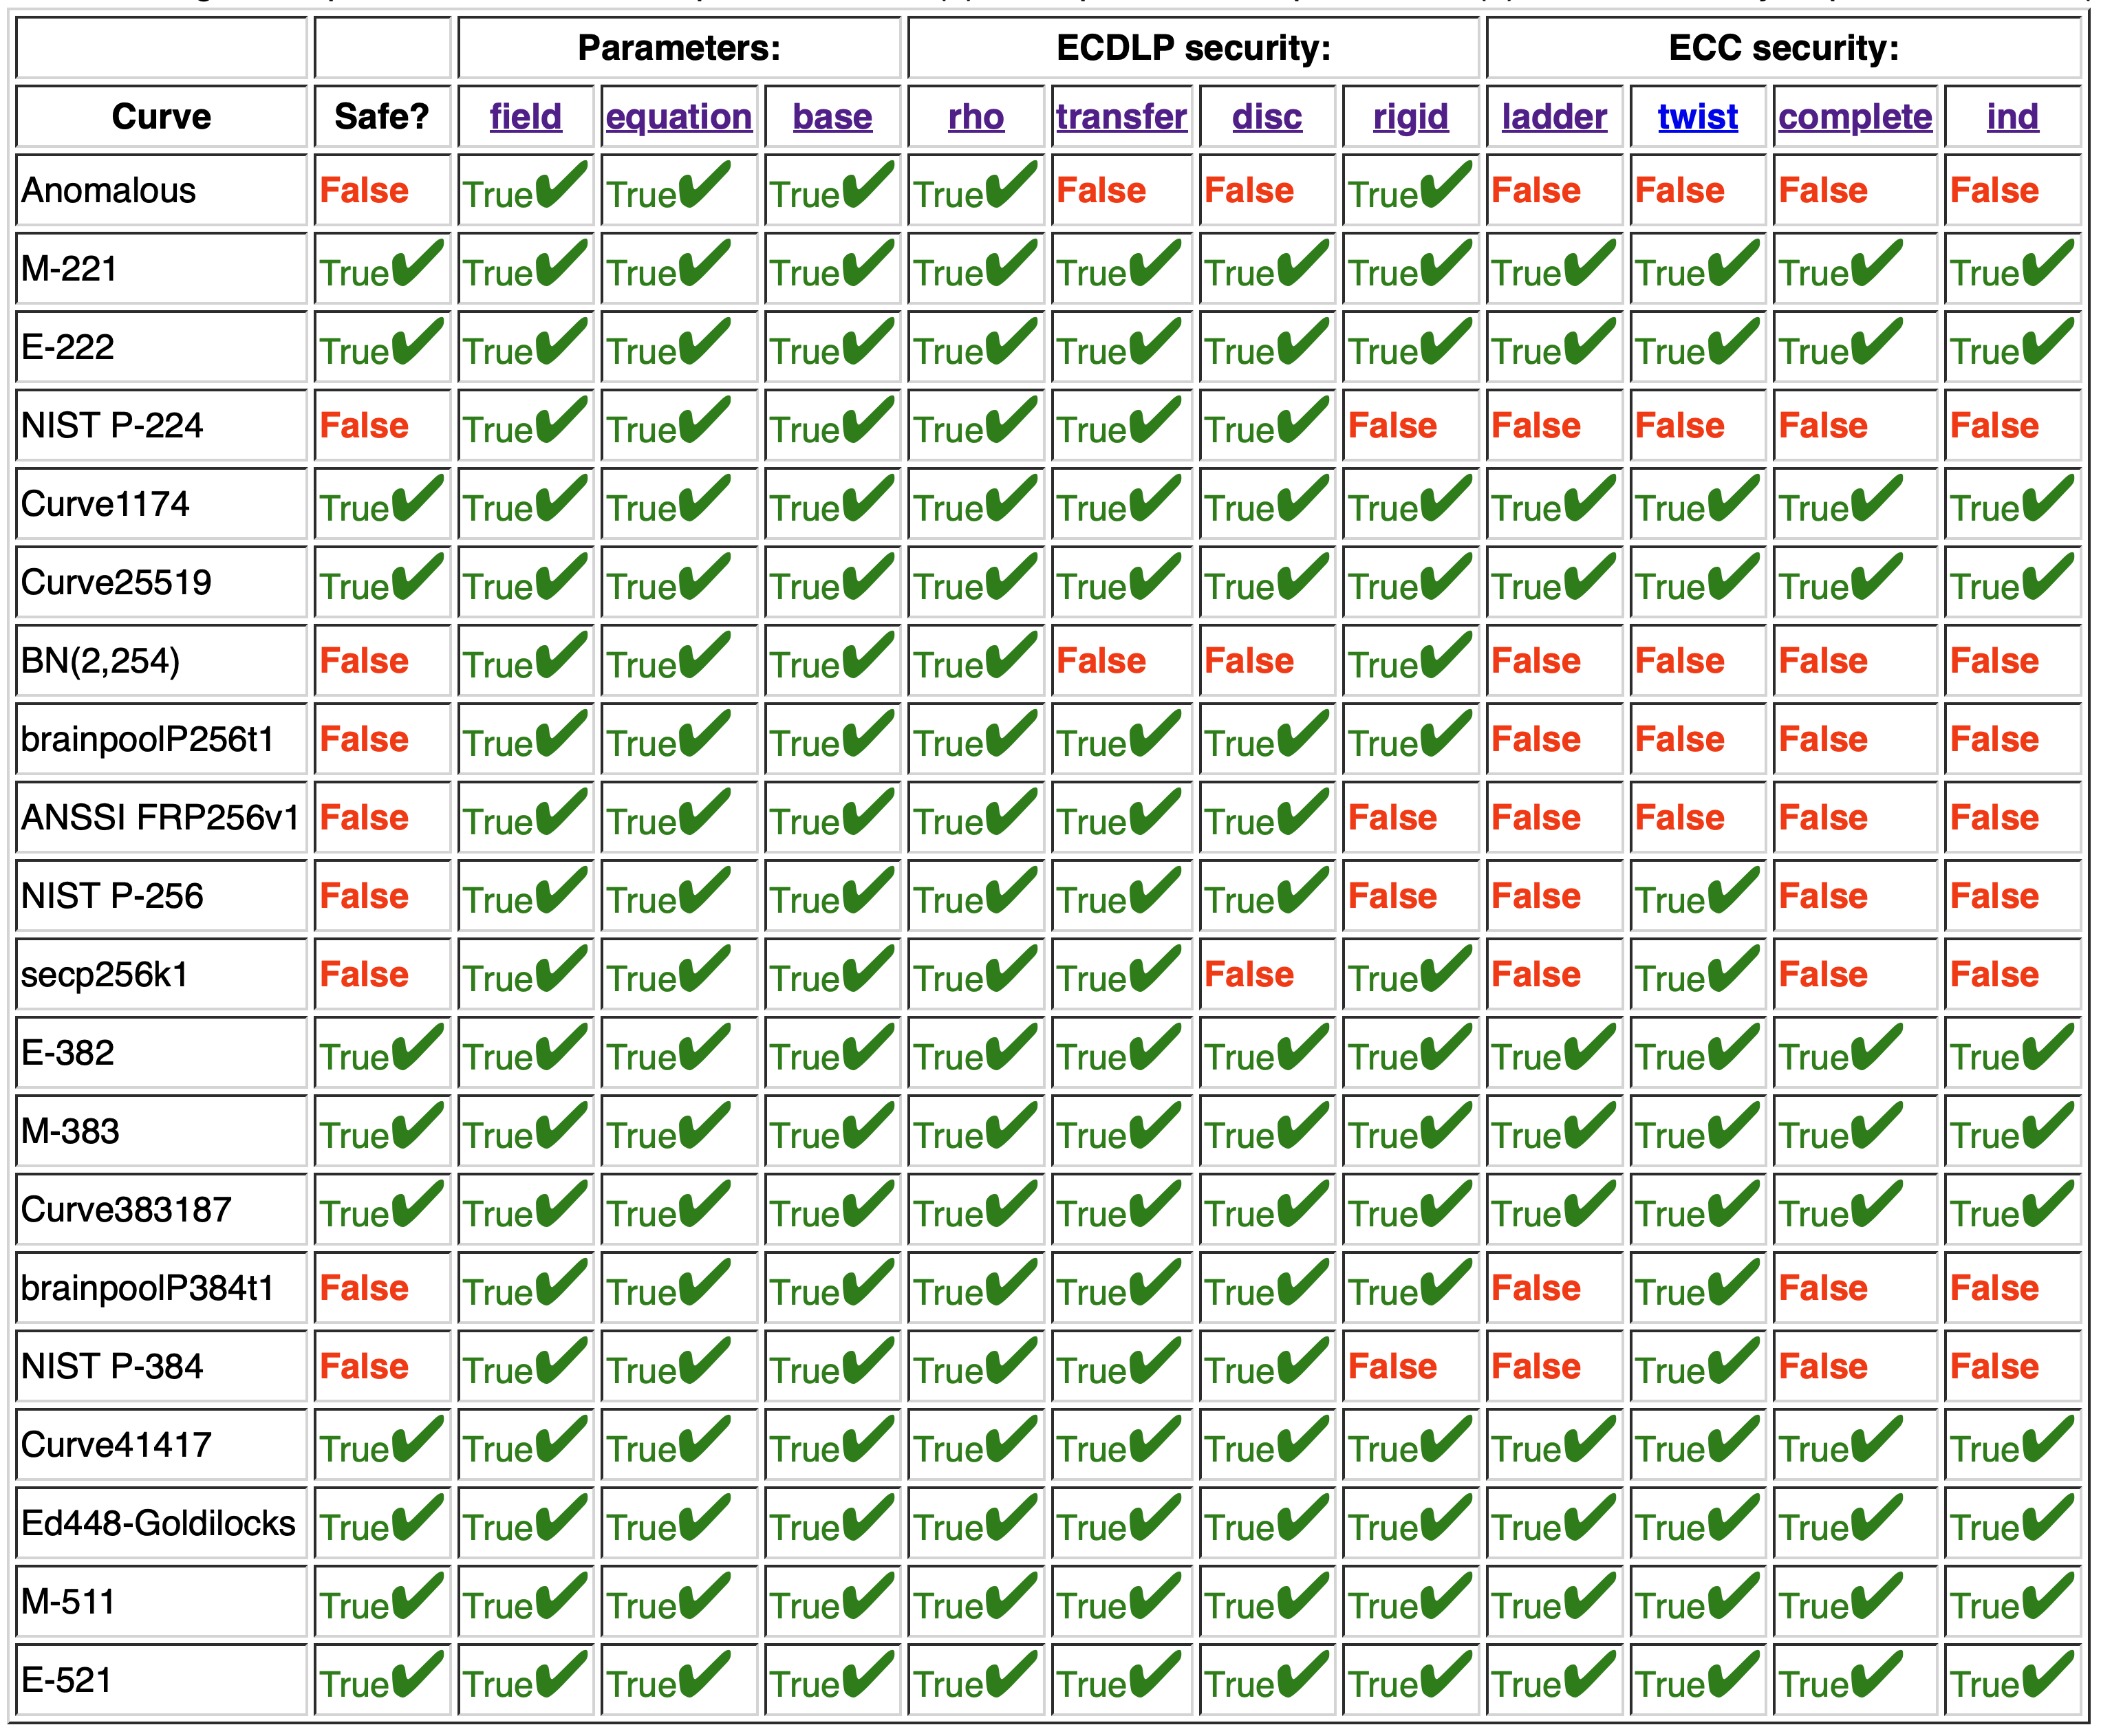 Parameters: ECDLP security: ECC security:
Curve Safe? field equation base rho transfer disc rigid ladder twist complete ind
Anomalous False True✔ True✔ True✔ True✔ False False True✔ False False False False
M-221 True✔ True✔ True✔ True✔ True✔ True✔ True✔ True✔ True✔ True✔ True✔ True✔
E-222 True✔ True✔ True✔ True✔ True✔ True✔ True✔ True✔ True✔ True✔ True✔ True✔
NIST P-224 False True✔ True✔ True✔ True✔ True✔ True✔ False False False False False
Curve1174 True✔ True✔ True✔ True✔ True✔ True✔ True✔ True✔ True✔ True✔ True✔ True✔
Curve25519 True✔ True✔ True✔ True✔ True✔ True✔ True✔ True✔ True✔ True✔ True✔ True✔
BN(2,254) False True✔ True✔ True✔ True✔ False False True✔ False False False False
brainpoolP256t1 False True✔ True✔ True✔ True✔ True✔ True✔ True✔ False False False False
ANSSI FRP256v1 False True✔ True✔ True✔ True✔ True✔ True✔ False False False False False
NIST P-256 False True✔ True✔ True✔ True✔ True✔ True✔ False False True✔ False False
secp256k1 False True✔ True✔ True✔ True✔ True✔ False True✔ False True✔ False False
E-382 True✔ True✔ True✔ True✔ True✔ True✔ True✔ True✔ True✔ True✔ True✔ True✔
M-383 True✔ True✔ True✔ True✔ True✔ True✔ True✔ True✔ True✔ True✔ True✔ True✔
Curve383187 True✔ True✔ True✔ True✔ True✔ True✔ True✔ True✔ True✔ True✔ True✔ True✔
brainpoolP384t1 False True✔ True✔ True✔ True✔ True✔ True✔ True✔ False True✔ False False
NIST P-384 False True✔ True✔ True✔ True✔ True✔ True✔ False False True✔ False False
Curve41417 True✔ True✔ True✔ True✔ True✔ True✔ True✔ True✔ True✔ True✔ True✔ True✔
Ed448-Goldilocks True✔ True✔ True✔ True✔ True✔ True✔ True✔ True✔ True✔ True✔ True✔ True✔
M-511 True✔ True✔ True✔ True✔ True✔ True✔ True✔ True✔ True✔ True✔ True✔ True✔
E-521 True✔ True✔ True✔ True✔ True✔ True✔ True✔ True✔ True✔ True✔ True✔ True✔